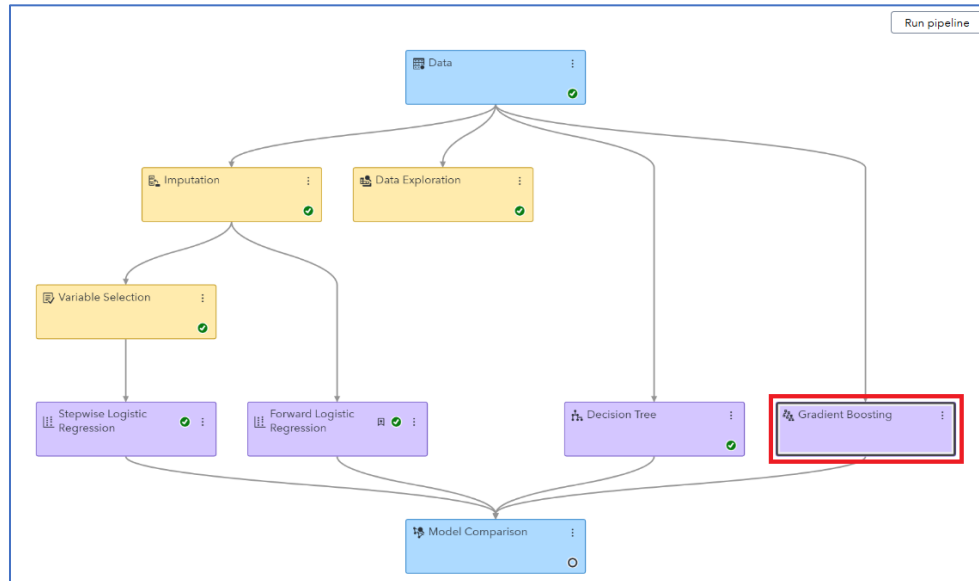 Run pipeline
Data
Imputation
Data Exploration
Variable Selection
Stepwise Logistic
Regression
Forward Logistic
Regression
Decision Tree
Gradient Boosting
Model Comparison